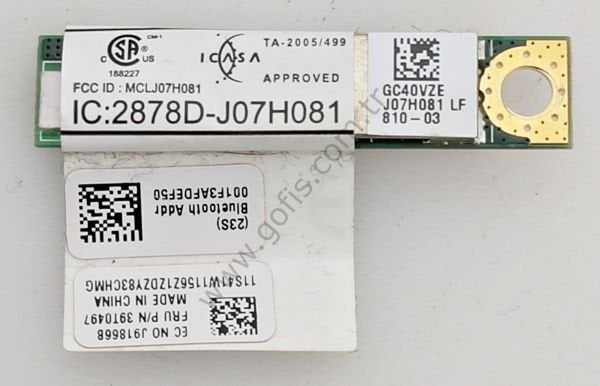 CSA
C US
188227
ICASA
TA-2005/499
APPROVED
FCC ID : MCLJ07H081
IC:2878D-J07H081
GC40VZE
J07H081 LF
810-03
(23S)
Bluetooth Addr
001F3AFDEF50
EC NO J91866B
FRU P/N 39T0497
MADE IN CHINA
11S41W1156Z1ZDZY83CHMG
www.gofis.com.tr